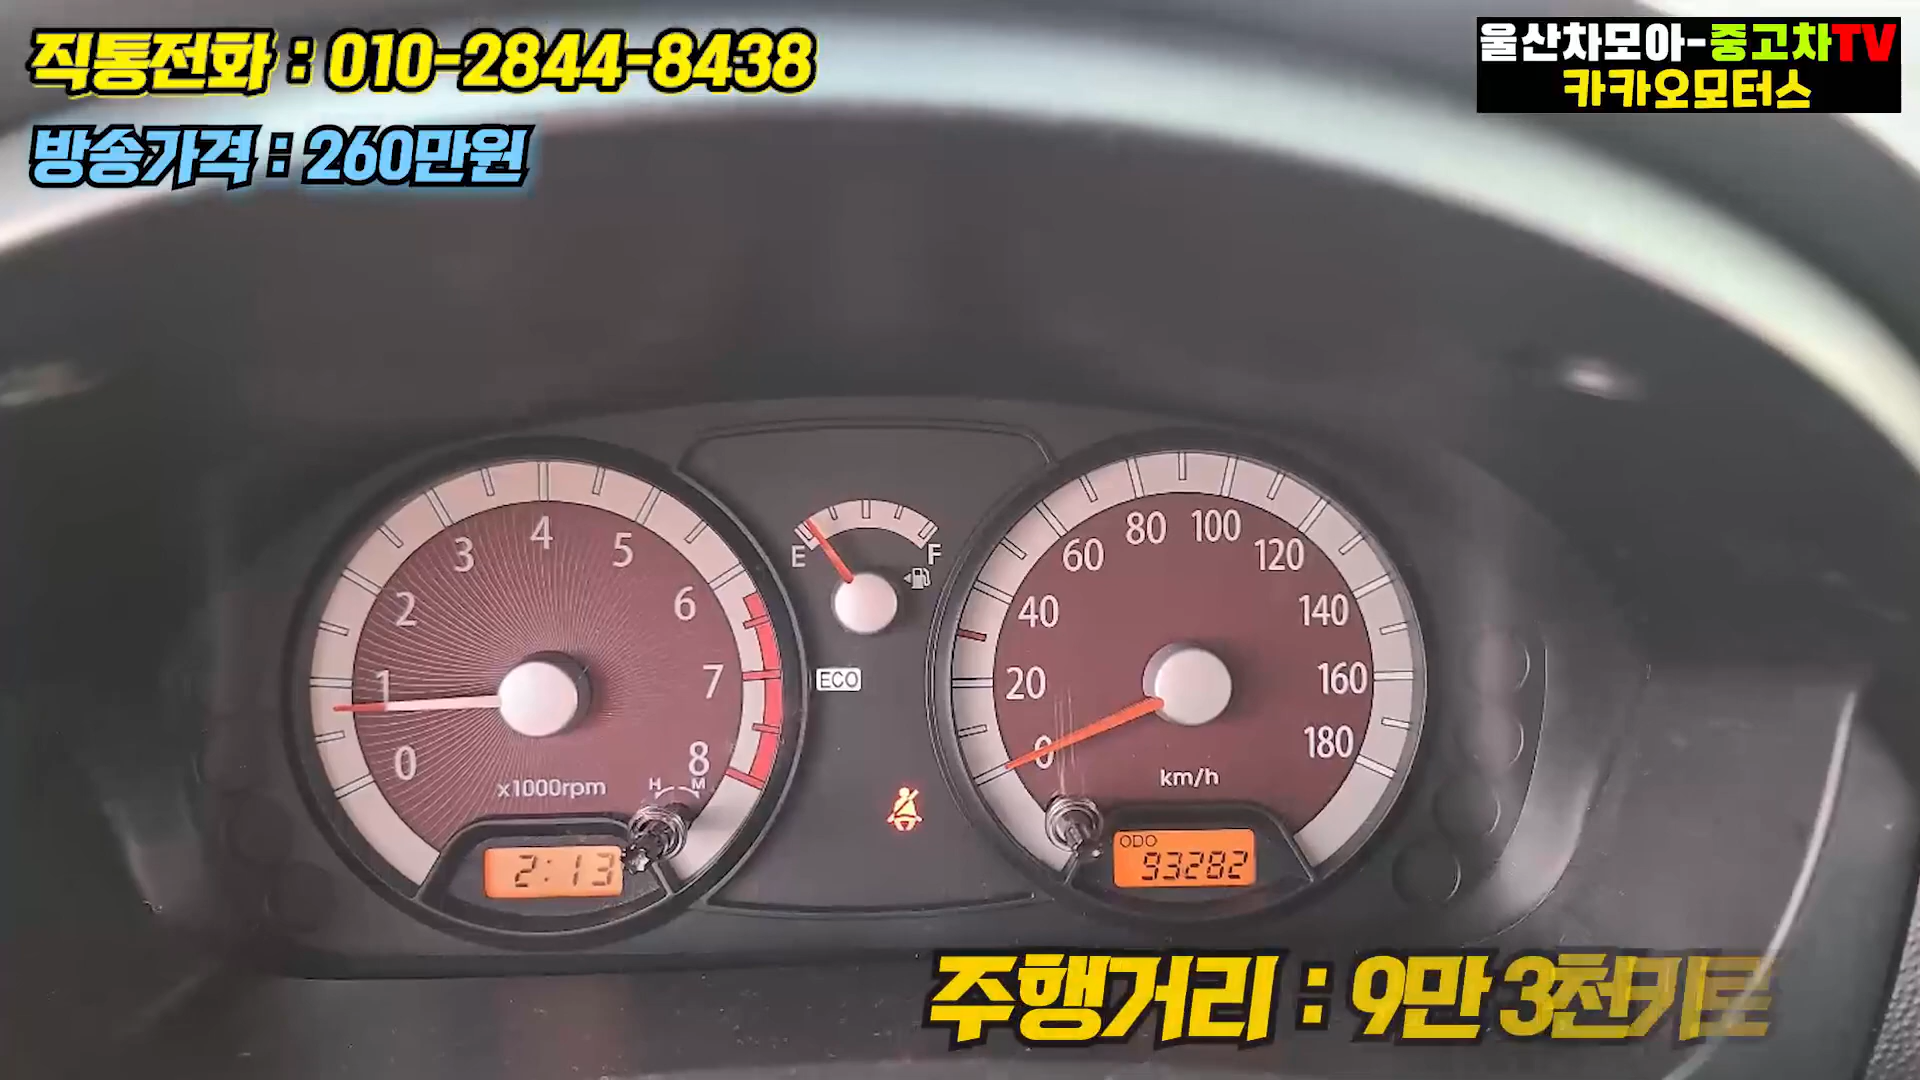 직통전화 : 010-2844-8438
방송가격 : 260만원
울산차모아-중고차TV
카카오모터스
0 1 2 3 4 5 6 7 8
x1000rpm
H M
2:13
E F
ECO
0 20 40 60 80 100 120 140 160 180
km/h
ODO
93282
주행거리 : 9만 3천키로